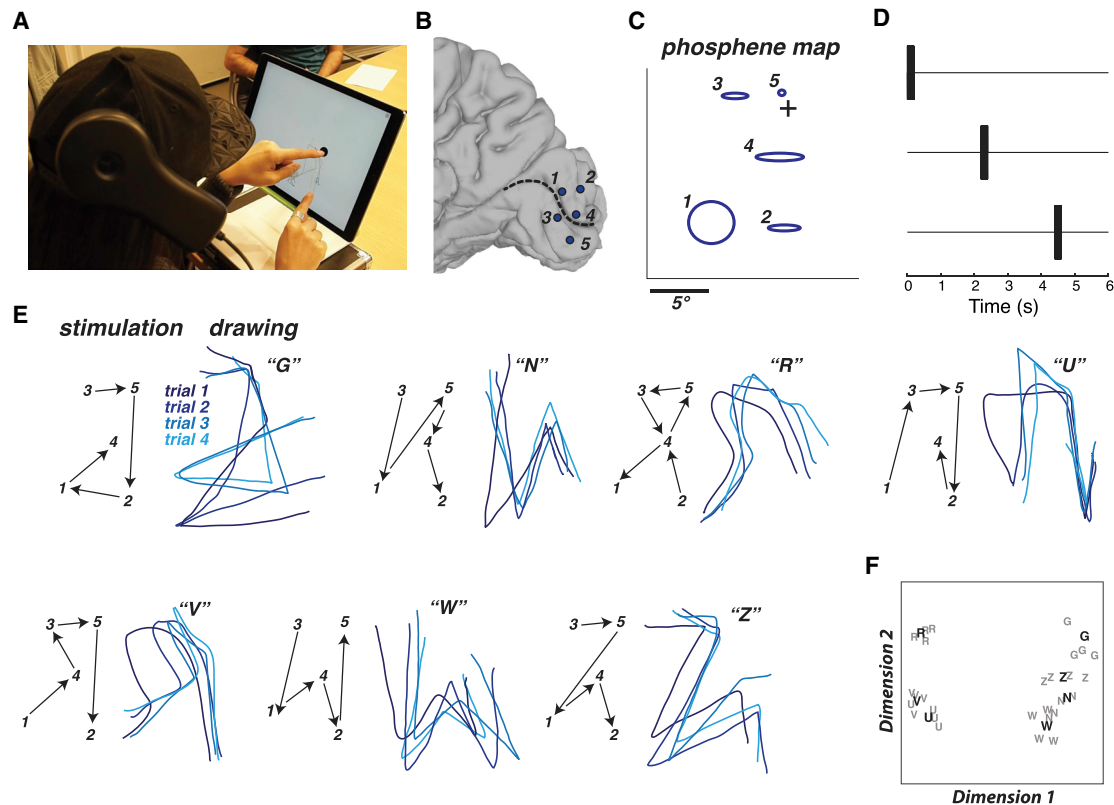 A
B
C
D
phosphene map
3
5
+
4
1
2
5°
1
2
3
4
5
0
1
2
3
4
5
6
Time (s)
E
stimulation
drawing
trial 1
trial 2
trial 3
trial 4
“G”
3
5
4
1
2
“N”
3
5
4
1
2
“R”
3
5
4
1
2
“U”
3
5
4
1
2
“V”
3
5
4
1
2
“W”
3
5
4
1
2
“Z”
3
5
4
1
2
F
G
R R R R R
G
G G G
Z Z Z Z Z
V V V V
N N N
U U U U U
W N
W N
W
W W
Dimension 2
Dimension 1